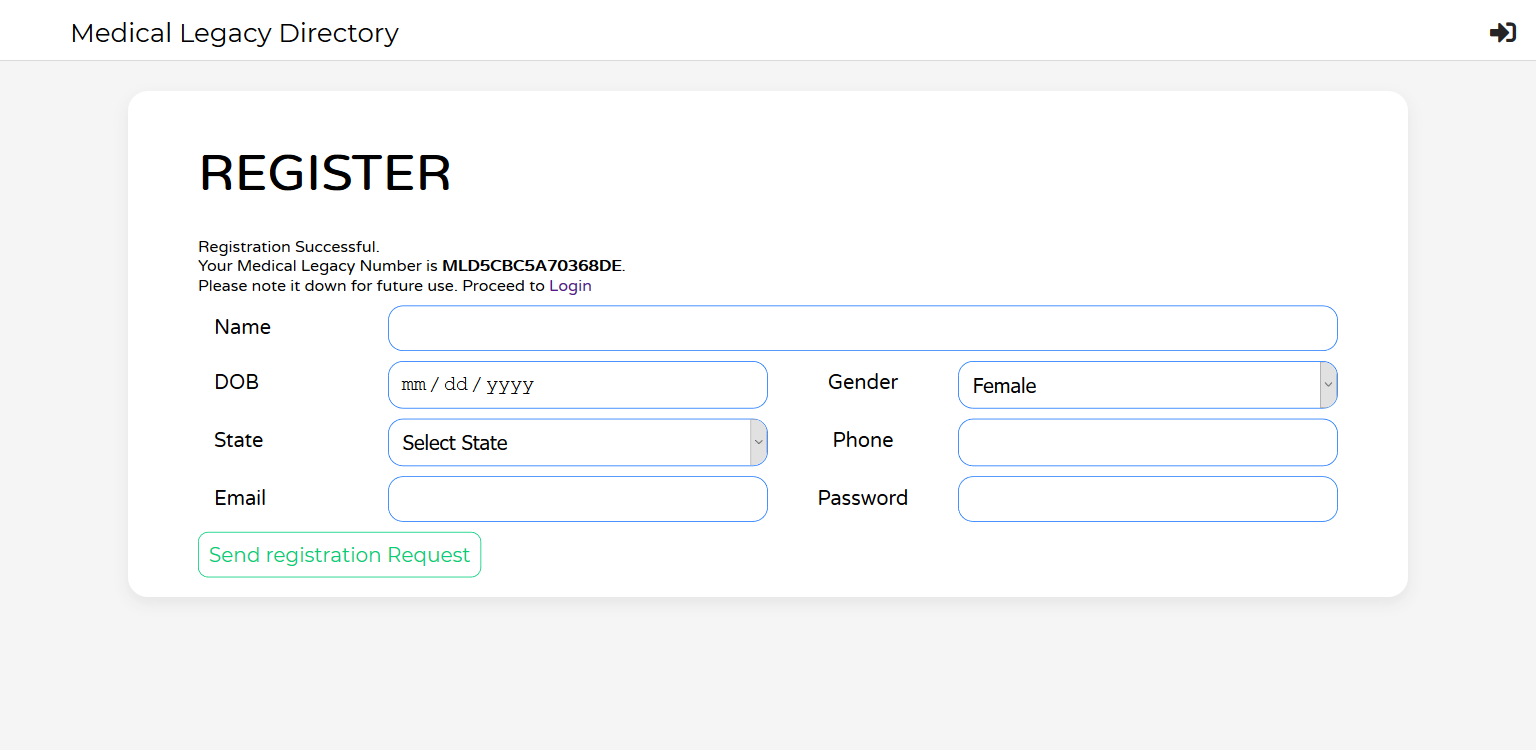 Medical Legacy Directory
REGISTER
Registration Successful.
Your Medical Legacy Number is MLD5CBC5A70368DE.
Please note it down for future use. Proceed to Login
Name
DOB mm / dd / yyyy Gender Female
State Select State Phone
Email Password
Send registration Request